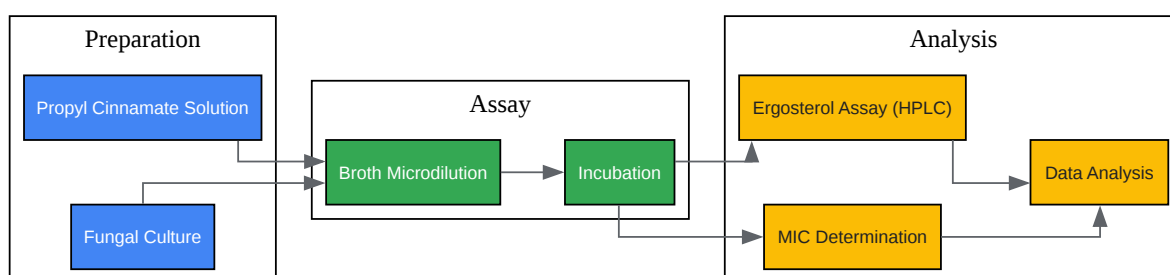 Preparation
Propyl Cinnamate Solution
Fungal Culture
Assay
Broth Microdilution
Incubation
Analysis
Ergosterol Assay (HPLC)
MIC Determination
Data Analysis